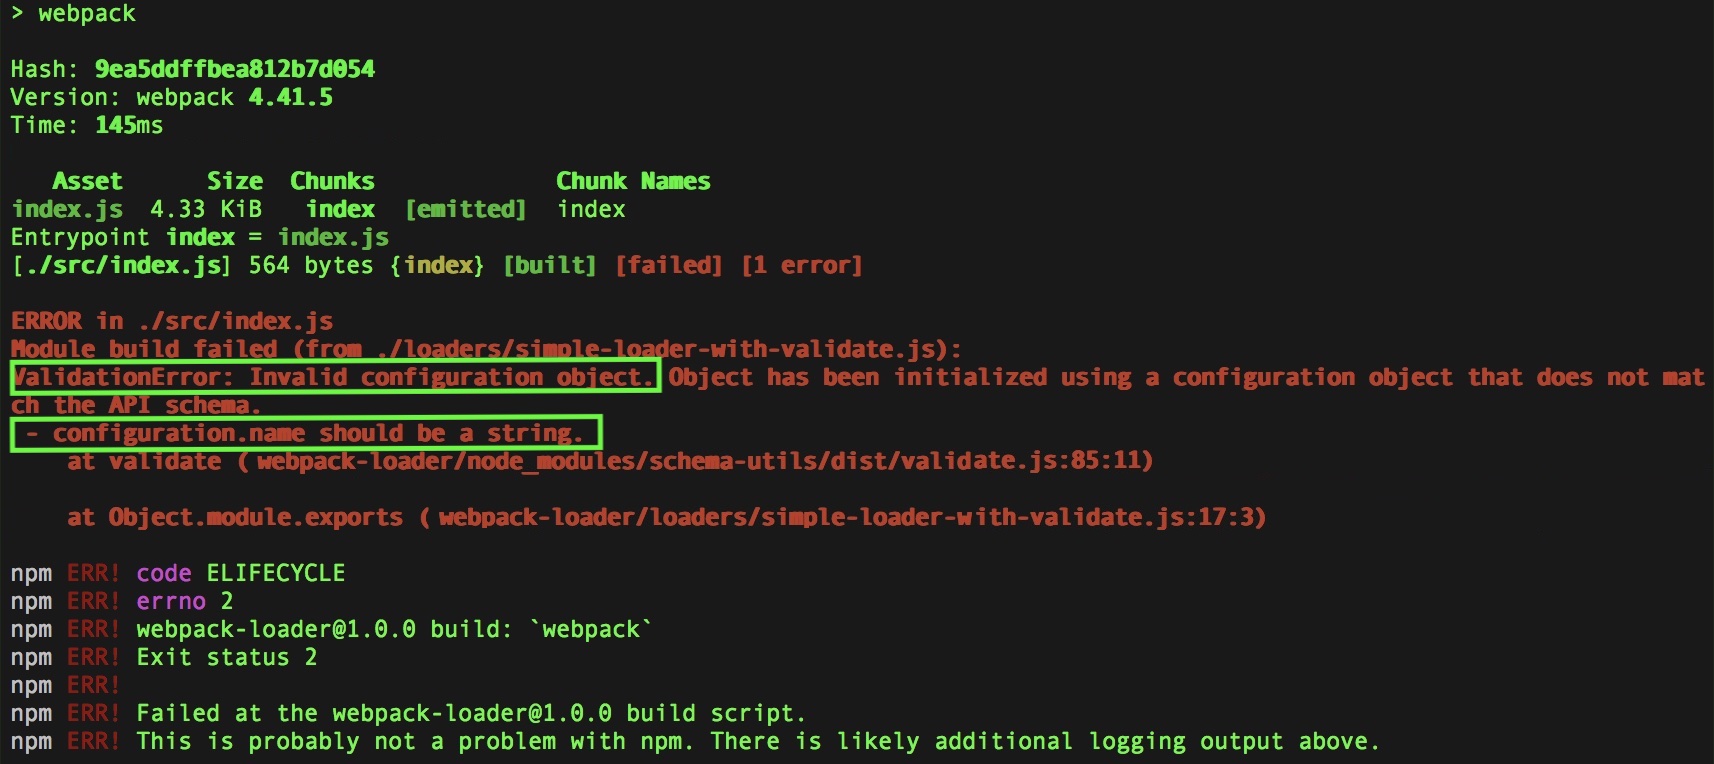 > webpack
Hash: 9ea5ddffbea812b7d054
Version: webpack 4.41.5
Time: 145ms
Asset Size Chunks Chunk Names
index.js 4.33 KiB index [emitted] index
Entrypoint index = index.js
[./src/index.js] 564 bytes {index} [built] [failed] [1 error]
ERROR in ./src/index.js
Module build failed (from ./loaders/simple-loader-with-validate.js):
ValidationError: Invalid configuration object. Object has been initialized using a configuration object that does not mat
ch the API schema.
- configuration.name should be a string.
at validate ( webpack-loader/node_modules/schema-utils/dist/validate.js:85:11)
at Object.module.exports ( webpack-loader/loaders/simple-loader-with-validate.js:17:3)
npm ERR! code ELIFECYCLE
npm ERR! errno 2
npm ERR! webpack-loader@1.0.0 build: `webpack`
npm ERR! Exit status 2
npm ERR!
npm ERR! Failed at the webpack-loader@1.0.0 build script.
npm ERR! This is probably not a problem with npm. There is likely additional logging output above.